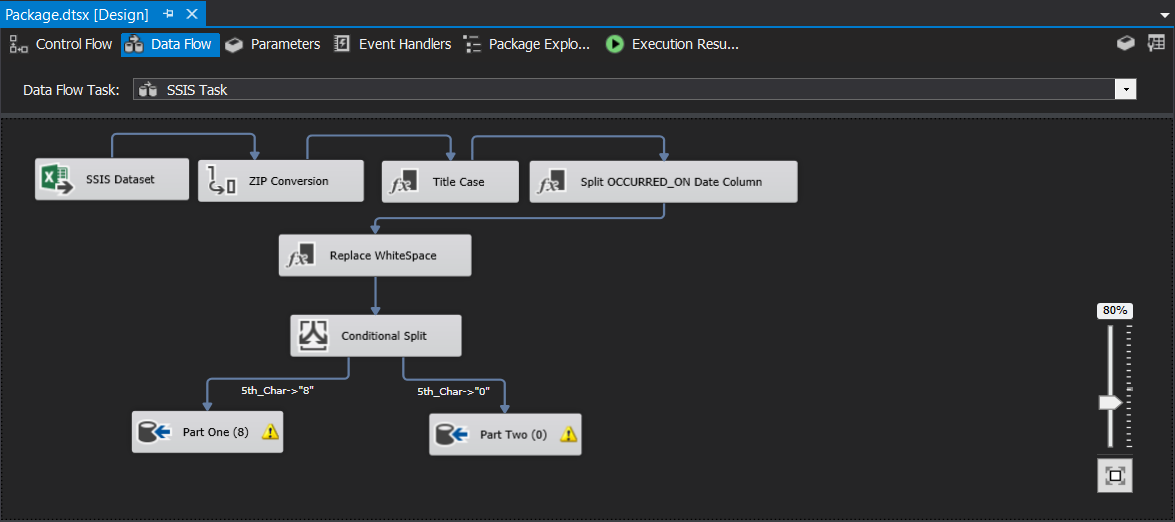 Package.dtsx [Design]
Control Flow Data Flow Parameters Event Handlers Package Explo... Execution Resu...
Data Flow Task: SSIS Task
SSIS Dataset ZIP Conversion Title Case Split OCCURRED_ON Date Column
Replace WhiteSpace
80%
Conditional Split
5th_Char->"8" 5th_Char->"0"
Part One (8) Part Two (0)